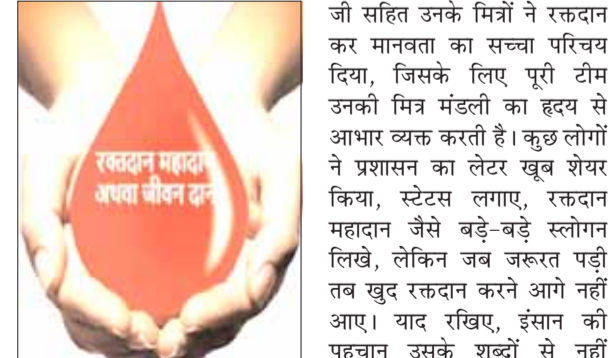 रक्तदान महादान
अथवा जीवन दान
जी सहित उनके मित्रों ने रक्तदान
कर मानवता का सच्चा परिचय
दिया, जिसके लिए पूरी टीम
उनकी मित्र मंडली का हृदय से
आभार व्यक्त करती है। कुछ लोगों
ने प्रशासन का लेटर खूब शेयर
किया, स्टेटस लगाए, रक्तदान
महादान जैसे बड़े-बड़े स्लोगन
लिखे, लेकिन जब जरूरत पड़ी
तब खुद रक्तदान करने आगे नहीं
आए। याद रखिए, इंसान की
पहचान उसके शब्दों से नहीं